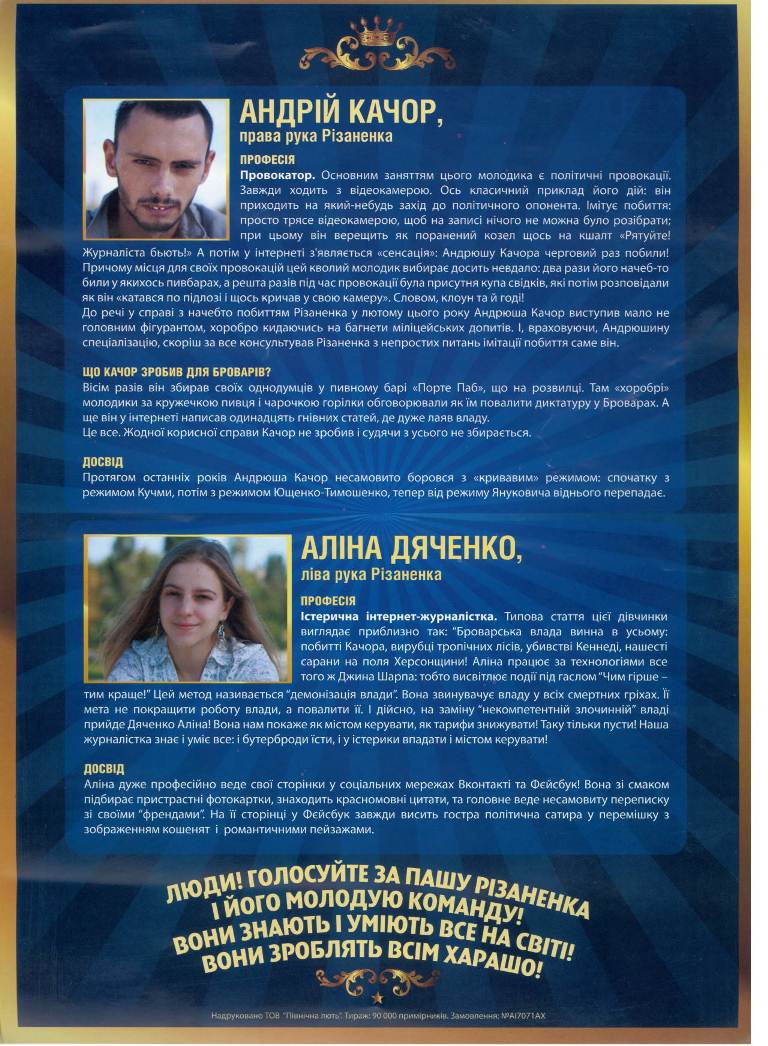 АНДРІЙ КАЧОР,
права рука Різаненка
ПРОФЕСІЯ
Провокатор. Основним заняттям цього молодика є політичні провокації.
Завжди ходить з відеокамерою. Ось класичний приклад його дій: він
приходить на який-небудь захід до політичного опонента. Імітує побиття:
просто трясе відеокамерою, щоб на записі нічого не можна було розібрати;
при цьому він верещить як поранений козел щось на кшалт «Рятуйте!
Журналіста бьють!» А потім у інтернеті з'являється «сенсація»: Андрюшу Качора черговий раз побили!
Причому місця для своїх провокацій цей кволий молодик вибирає досить невдало: два рази його начеб-то
били у якихось пивбарах, а решта разів під час провокації була присутня купа свідків, які потім розповідали
як він «катався по підлозі і щось кричав у свою камеру». Словом, клоун та й годі!
До речі у справі з начебто побиттям Різаненка у лютому цього року Андрюша Качор виступив мало не
головним фігурантом, хоробро кидаючись на багнети міліцейських допитів. І, враховуючи, Андрюшину
спеціалізацію, скоріш за все консультував Різаненка з непростих питань імітації побиття саме він.
ЩО КАЧОР ЗРОБИВ ДЛЯ БРОВАРІВ?
Вісім разів він збирав своїх однодумців у пивному барі «Порте Паб», що на розвилці. Там «хоробрі»
молодики за кружечкою пивця і чарочкою горілки обговорювали як їм повалити диктатуру у Броварах. А
ще він у інтернеті написав одинадцять гнівних статей, де дуже лаяв владу.
Це все. Жодної корисної справи Качор не зробив і судячи з усього не збирається.
ДОСВІД
Протягом останніх років Андрюша Качор несамовито боровся з «кривавим» режимом: спочатку з
режимом Кучми, потім з режимом Ющенко-Тимошенко, тепер від режиму Януковича віднього перепадає.
АЛІНА ДЯЧЕНКО,
ліва рука Різаненка
ПРОФЕСІЯ
Істерична інтернет-журналістка. Типова стаття цієї дівчинки
виглядає приблизно так: "Броварська влада винна в усьому:
побитті Качора, вирубці тропічних лісів, убивстві Кеннеді, нашесті
сарани на поля Херсонщини! Аліна працює за технологіями все
того ж Джина Шарпа: тобто висвітлює події під гаслом "Чим гірше –
тим краще!" Цей метод називається "демонізація влади". Вона звинувачує владу у всіх смертних гріхах. Її
мета не покращити роботу влади, а повалити її. І дійсно, на заміну "некомпетентній злочинній" владі
прийде Дяченко Аліна! Вона нам покаже як містом керувати, як тарифи знижувати! Таку тільки пусти! Наша
журналістка знає і уміє все: і бутерброди їсти, і у істерики впадати і містом керувати!
ДОСВІД
Аліна дуже професійно веде свої сторінки у соціальних мережах Вконтакті та Фєйсбук! Вона зі смаком
підбирає пристрастні фотокартки, знаходить красномовні цитати, та головне веде несамовиту переписку
зі своїми "френдами". На її сторінці у Фєйсбук завжди висить гостра політична сатира у перемішку з
зображенням кошенят і романтичними пейзажами.
ЛЮДИ! ГОЛОСУЙТЕ ЗА ПАШУ РІЗАНЕНКА
І ЙОГО МОЛОДУЮ КОМАНДУ!
ВОНИ ЗНАЮТЬ І УМІЮТЬ ВСЕ НА СВІТІ!
ВОНИ ЗРОБЛЯТЬ ВСІМ ХАРАШО!
Надруковано ТОВ "Північна лють". Тираж: 90 000 примірників. Замовлення: №АІ7071АХ